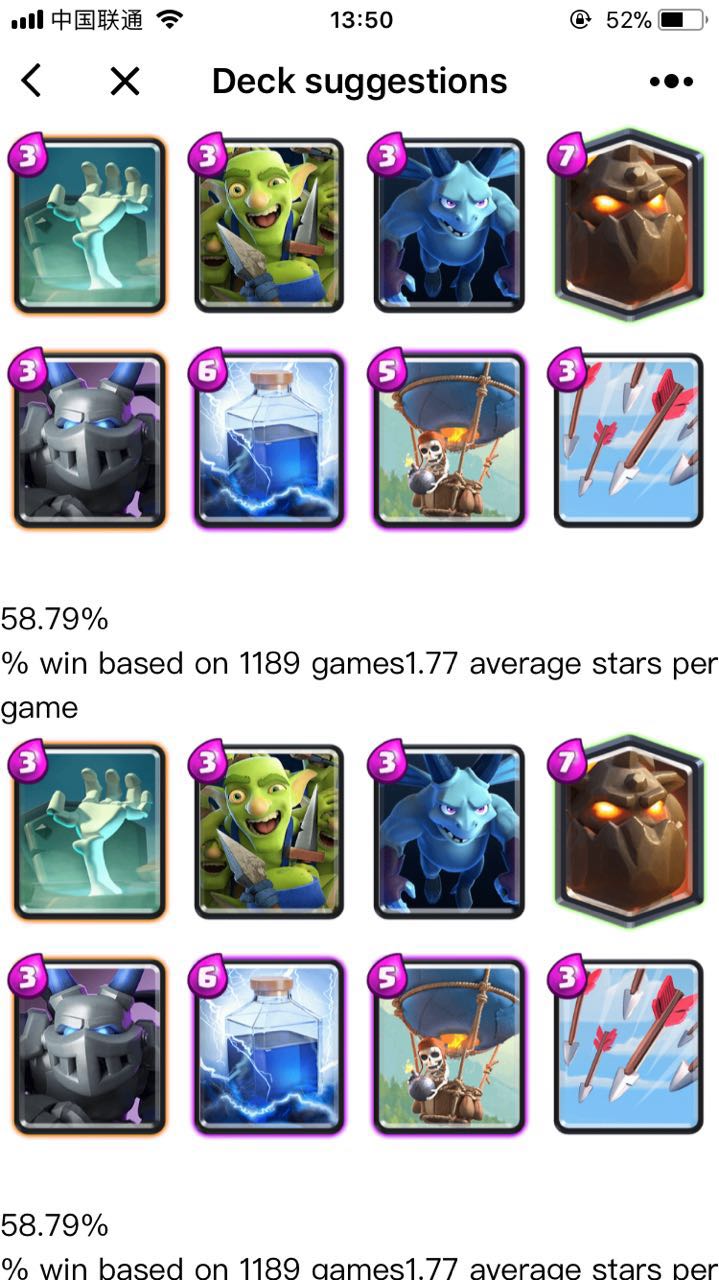 中国联通 13:50 52%
Deck suggestions
3 3 3 7
3 6 5 3
58.79%
% win based on 1189 games1.77 average stars per
game
3 3 3 7
3 6 5 3
58.79%
% win based on 1189 games1.77 average stars per